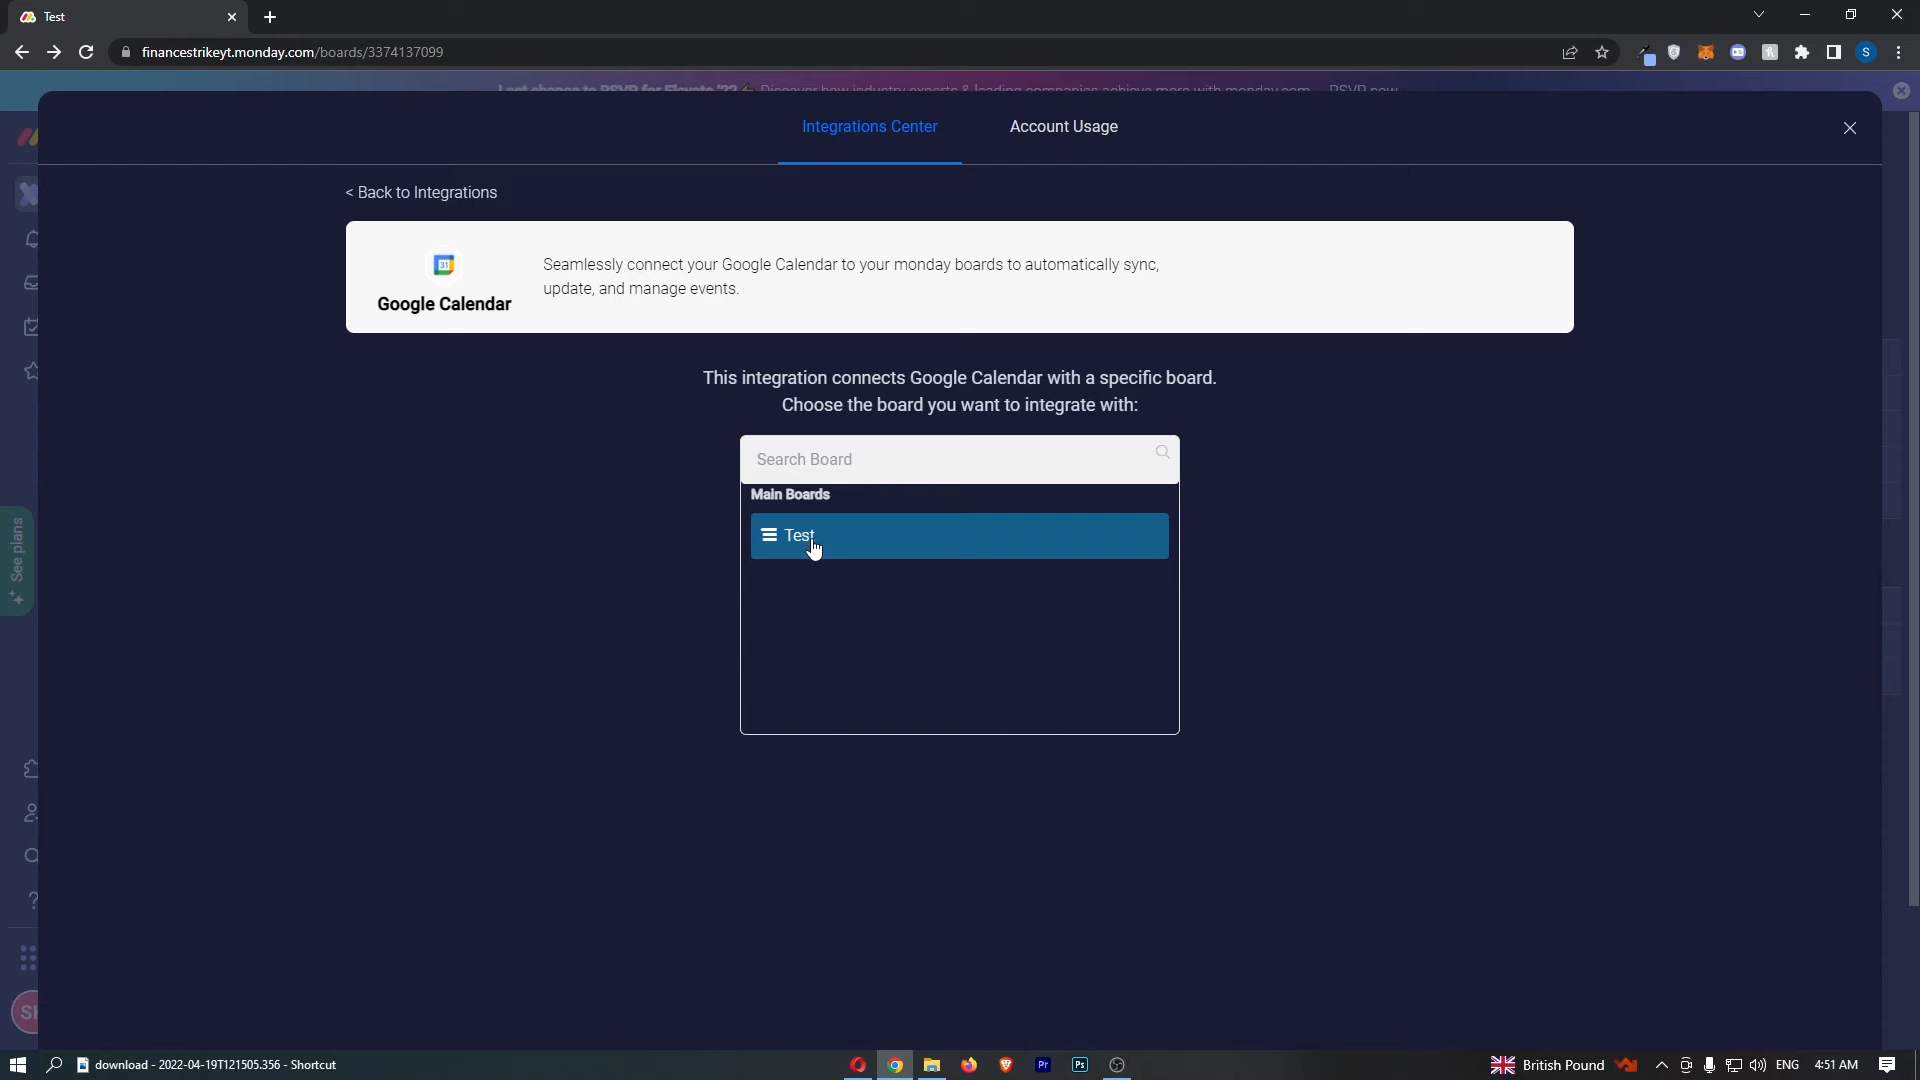 Test
financestrikeyt.monday.com/boards/3374137099
S
Integrations Center
Account Usage
< Back to Integrations
31
Google Calendar
Seamlessly connect your Google Calendar to your monday boards to automatically sync,
update, and manage events.
This integration connects Google Calendar with a specific board.
Choose the board you want to integrate with:
Search Board
Main Boards
Test
See plans
?
download - 2022-04-19T121505.356 - Shortcut
Pr
Ps
British Pound
ENG
4:51 AM